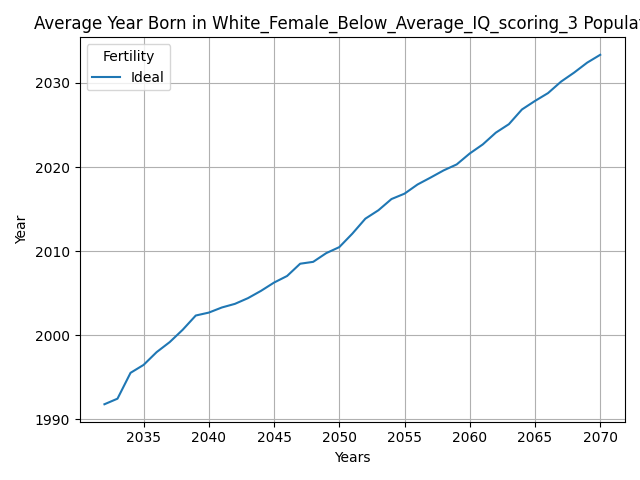 Average Year Born in White_Female_Below_Average_IQ_scoring_3 Populat
Fertility
Ideal
Year
2030
2020
2010
2000
1990
2035 2040 2045 2050 2055 2060 2065 2070
Years